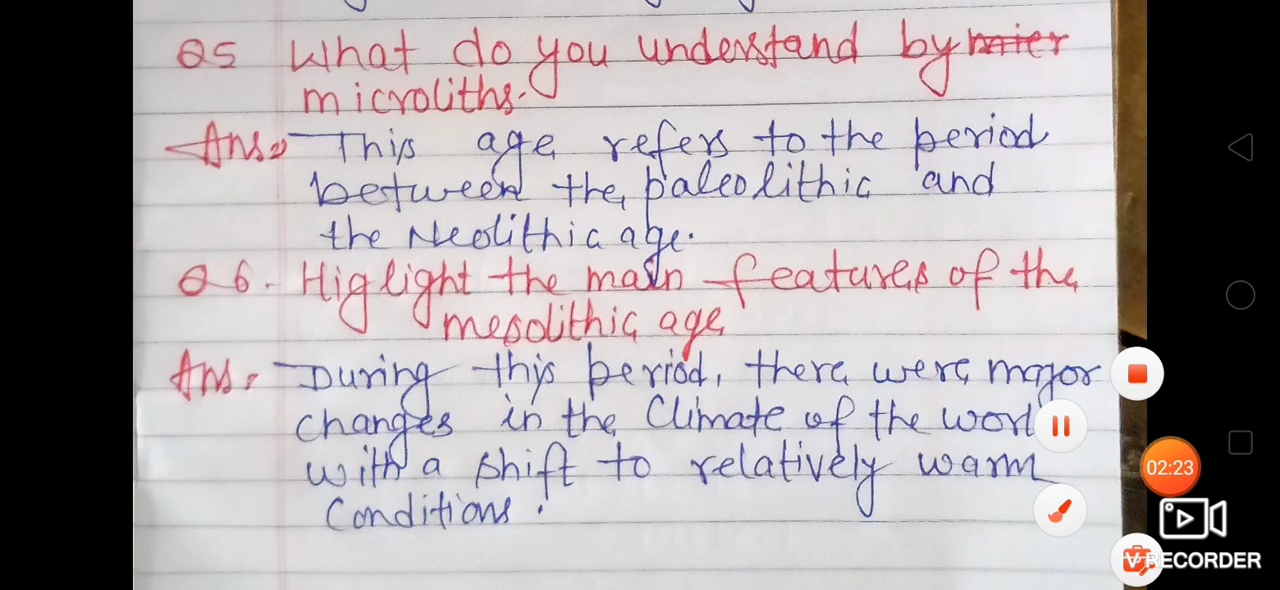 Q5 What do you understand by
microliths.
Ans⇒ This age refers to the period
between the paleolithic and
the Neolithic age.
Q 6. Higlight the main features of the
mesolithic age
Ans. During this period, there were major
changes in the Climate of the worl
with a shift to relatively warm
Conditions.
02:23
V RECORDER